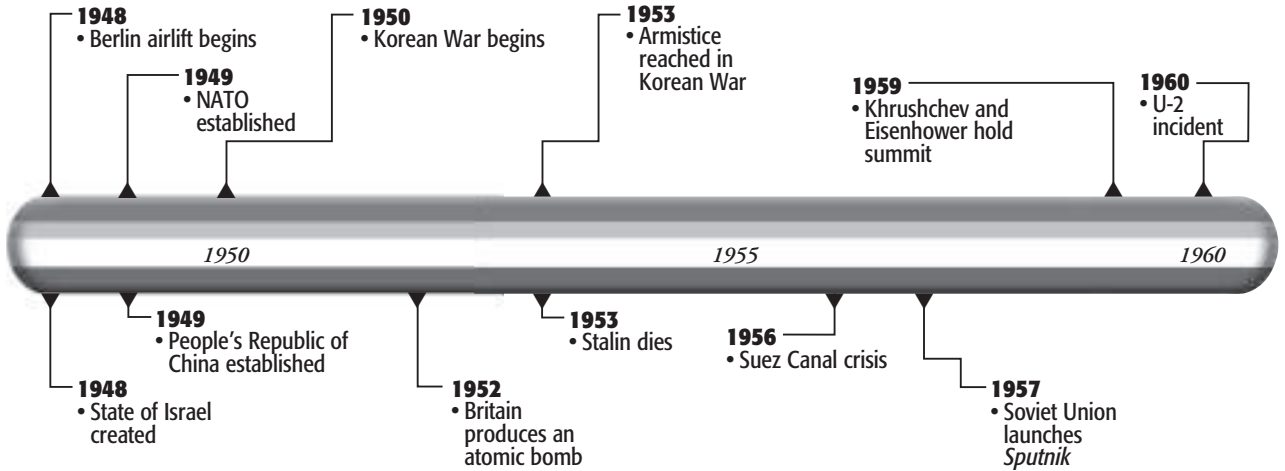 1948
• Berlin airlift begins
1949
• NATO
established
1950
• Korean War begins
1953
• Armistice
reached in
Korean War
1959
• Khrushchev and
Eisenhower hold
summit
1960
• U-2
incident
1950
1955
1960
1948
• State of Israel
created
1949
• People's Republic of
China established
1952
• Britain
produces an
atomic bomb
1953
• Stalin dies
1956
• Suez Canal crisis
1957
• Soviet Union
launches
Sputnik